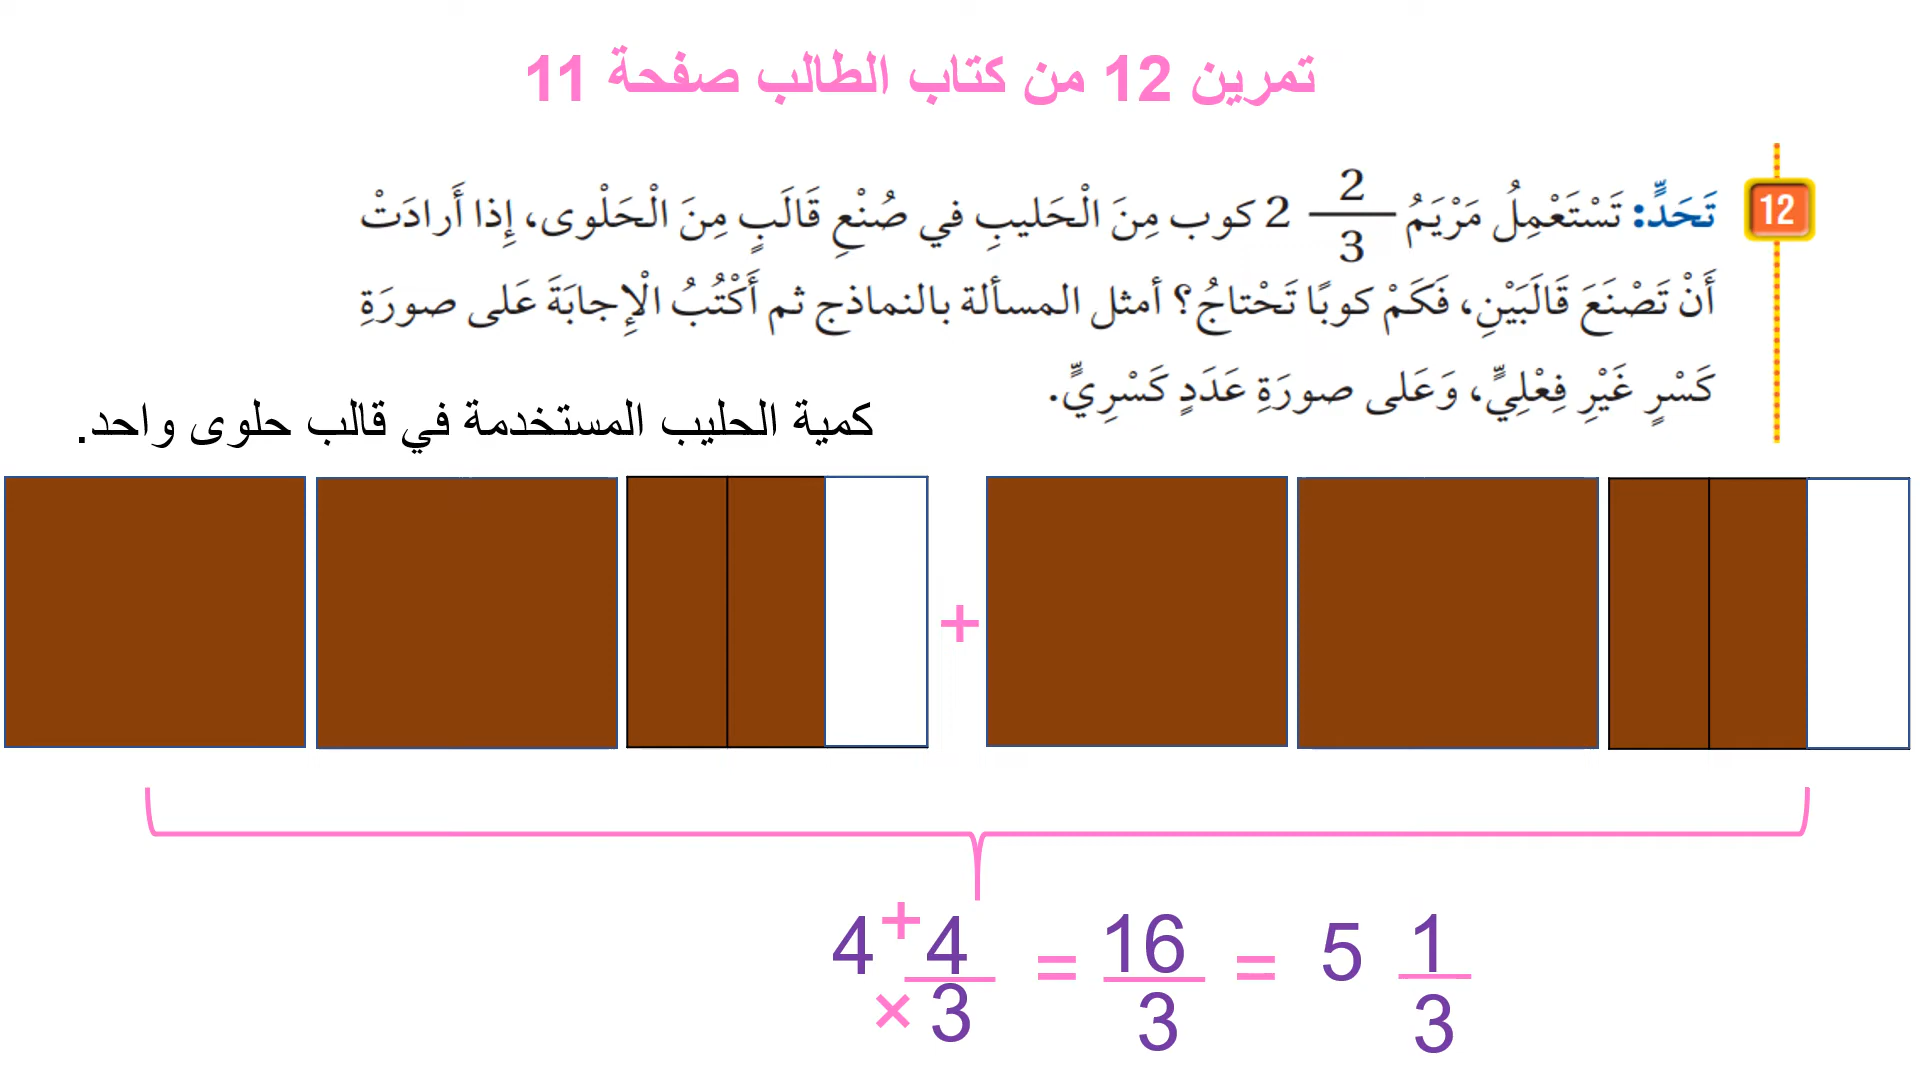 تمرين 12 من كتاب الطالب صفحة 11
12 تَحَدٍّ: تَسْتَعْمِلُ مَرْيَمُ 2 2/3 كوب مِنَ الْحَليبِ في صُنْعِ قَالَبٍ مِنَ الْحَلْوى، إِذا أَرادَتْ
أَنْ تَصْنَعَ قَالَبَيْنِ، فَكَمْ كوبًا تَحْتاجُ؟ أمثل المسألة بالنماذج ثم أَكْتُبُ الْإِجابَةَ عَلى صورَةِ
كَسْرٍ غَيْرِ فِعْلِيٍّ، وَعَلى صورَةِ عَدَدٍ كَسْرِيٍّ.
كمية الحليب المستخدمة في قالب حلوى واحد.
+
4 + 4/3 × = 16/3 = 5 1/3